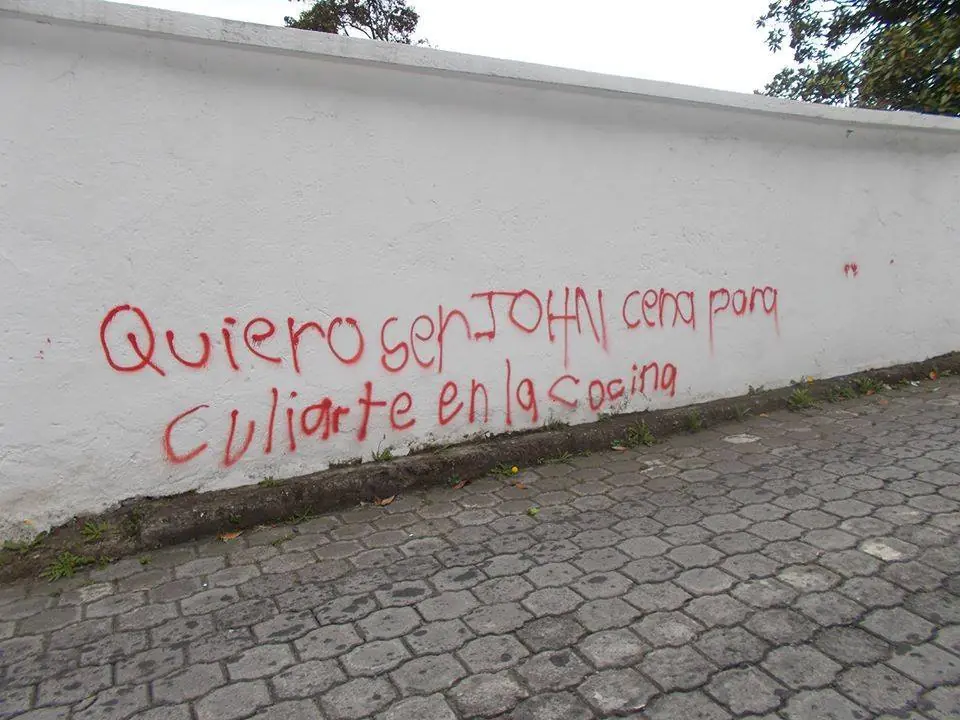 Quiero ser JOHN cena para
culiarte en la cocina